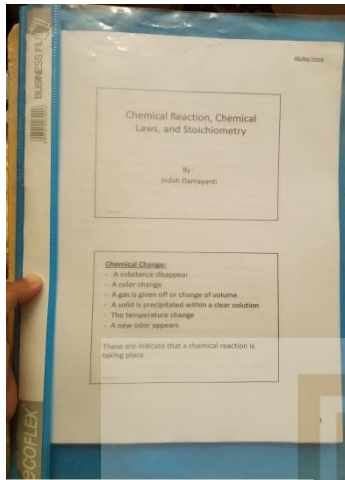 BUSINESS FILE
05/03/2018
Chemical Reaction, Chemical
Laws, and Stoichiometry
By :
Indah Damayanti
Chemical Change:
- A substance disappear
- A color change
- A gas is given off or change of volume
- A solid is precipitated within a clear solution
- The temperature change
- A new odor appears
These are indicate that a chemical reaction is
taking place
1
ecoFLEX